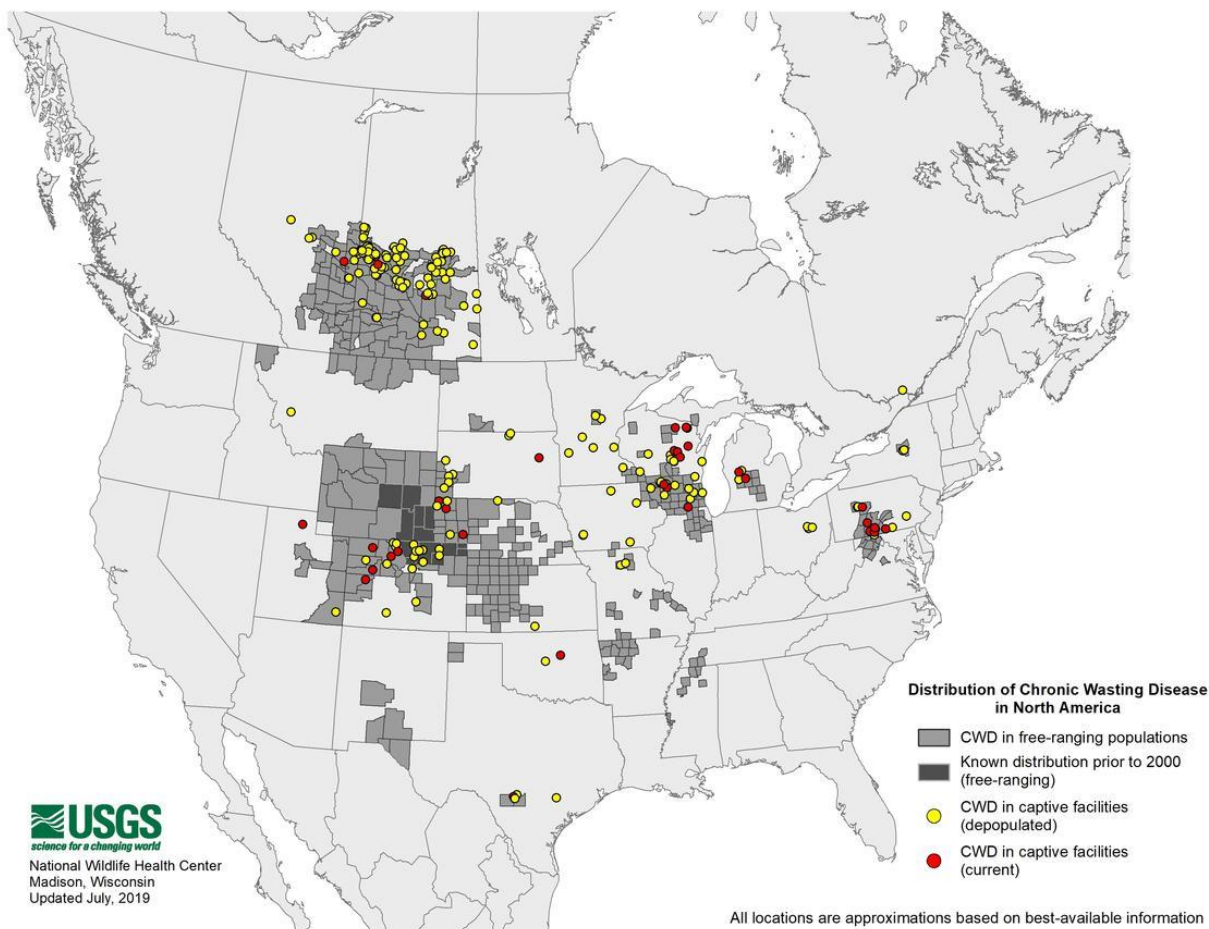 Distribution of Chronic Wasting Disease
in North America
CWD in free-ranging populations
Known distribution prior to 2000
(free-ranging)
CWD in captive facilities
(depopulated)
CWD in captive facilities
(current)
USGS
science for a changing world
National Wildlife Health Center
Madison, Wisconsin
Updated July, 2019
All locations are approximations based on best-available information